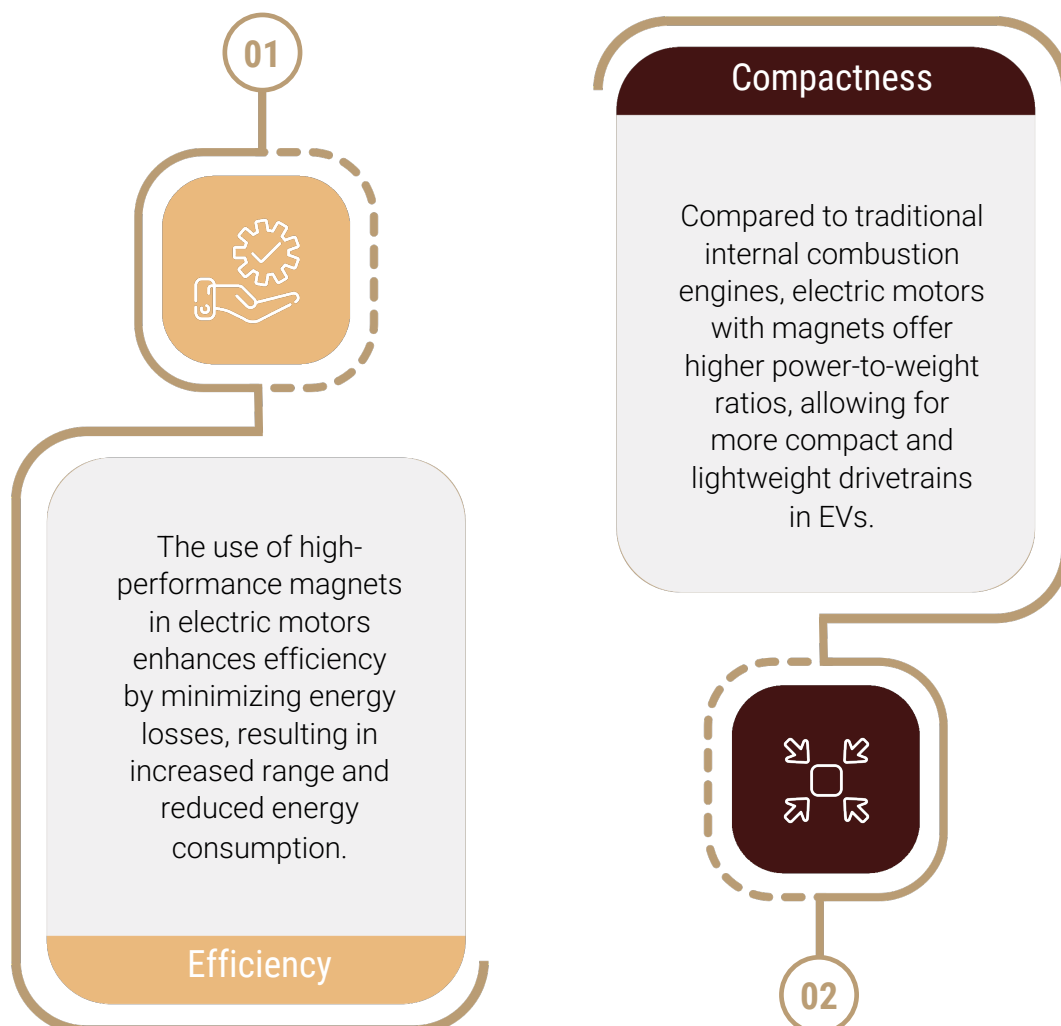 01
The use of high-
performance magnets
in electric motors
enhances efficiency
by minimizing energy
losses, resulting in
increased range and
reduced energy
consumption.
Efficiency
Compactness
Compared to traditional
internal combustion
engines, electric motors
with magnets offer
higher power-to-weight
ratios, allowing for
more compact and
lightweight drivetrains
in EVs.
02